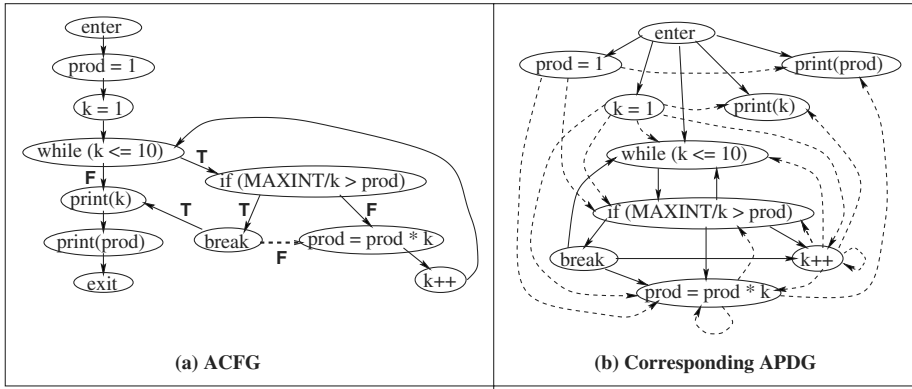 enter
prod = 1
k = 1
while (k <= 10)
T
if (MAXINT/k > prod)
F
print(k)
T
T
F
print(prod)
break
F
prod = prod * k
exit
k++
(a) ACFG
enter
prod = 1
print(prod)
k = 1
print(k)
while (k <= 10)
if (MAXINT/k > prod)
break
k++
prod = prod * k
(b) Corresponding APDG